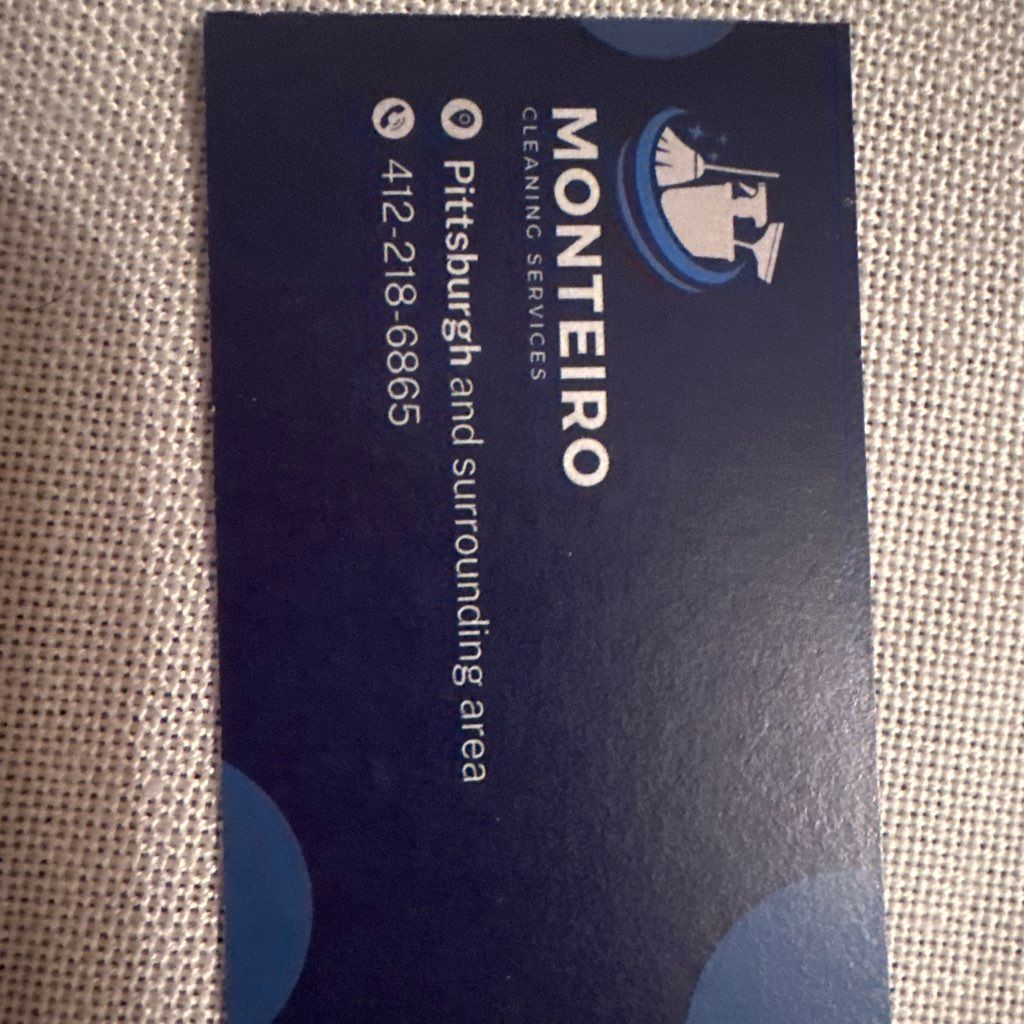 MONTEIRO
CLEANING SERVICES
Pittsburgh and surrounding area
412-218-6865